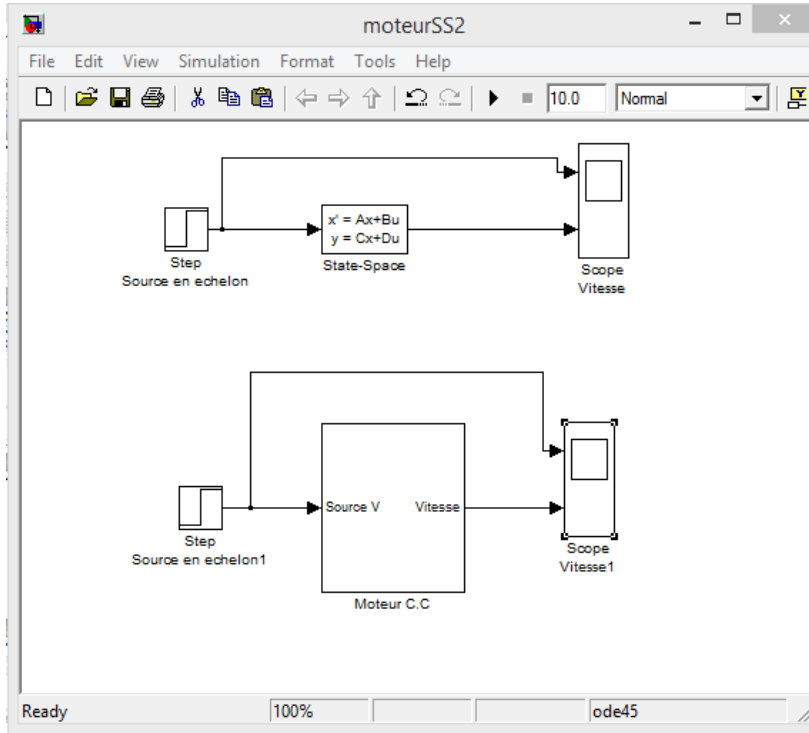 moteurSS2
File Edit View Simulation Format Tools Help
10.0 Normal
x' = Ax+Bu
y = Cx+Du
Step
Source en echelon
State-Space
Scope
Vitesse
Source V Vitesse
Step
Source en echelon1
Scope
Vitesse1
Moteur C.C
Ready 100% ode45